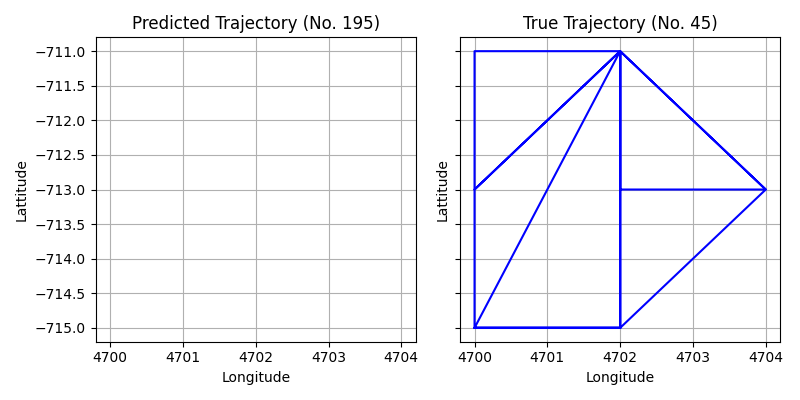 Predicted Trajectory (No. 195)
True Trajectory (No. 45)
Lattitude
−711.0
−711.5
−712.0
−712.5
−713.0
−713.5
−714.0
−714.5
−715.0
4700 4701 4702 4703 4704
Longitude
Lattitude
4700 4701 4702 4703 4704
Longitude